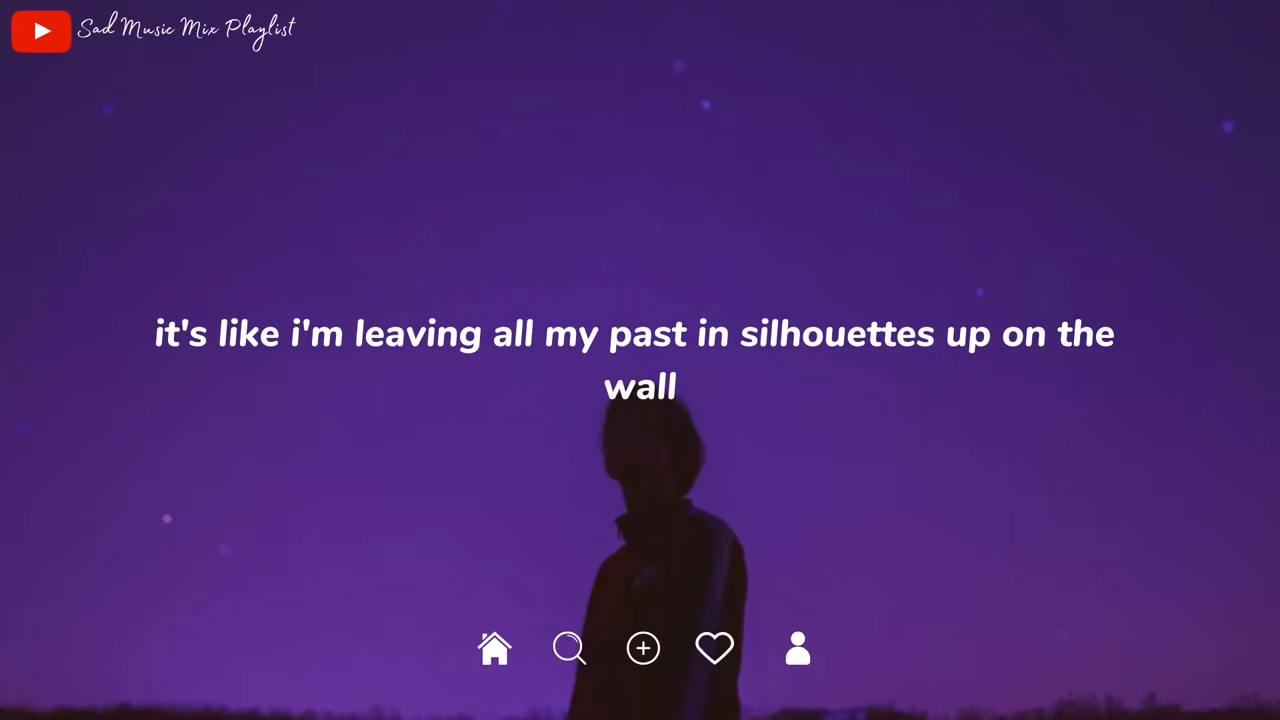 Sad Music Mix Playlist
it's like i'm leaving all my past in silhouettes up on the
wall